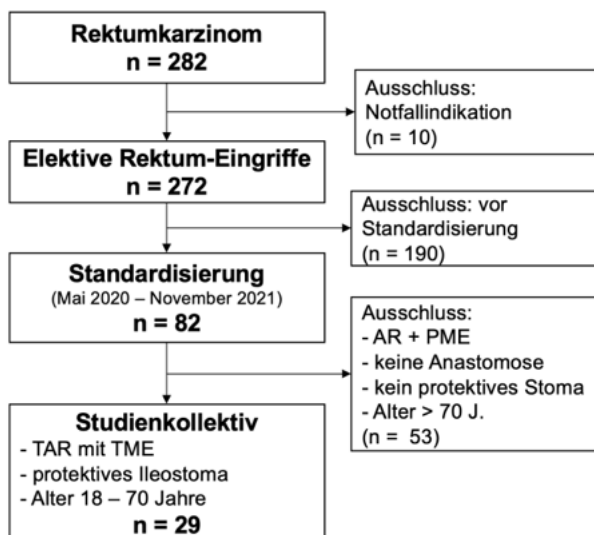 Rektumkarzinom
n = 282
Ausschluss:
Notfallindikation
(n = 10)
Elektive Rektum-Eingriffe
n = 272
Ausschluss: vor
Standardisierung
(n = 190)
Standardisierung
(Mai 2020 – November 2021)
n = 82
Ausschluss:
- AR + PME
- keine Anastomose
- kein protektives Stoma
- Alter > 70 J.
(n = 53)
Studienkollektiv
- TAR mit TME
- protektives Ileostoma
- Alter 18 – 70 Jahre
n = 29